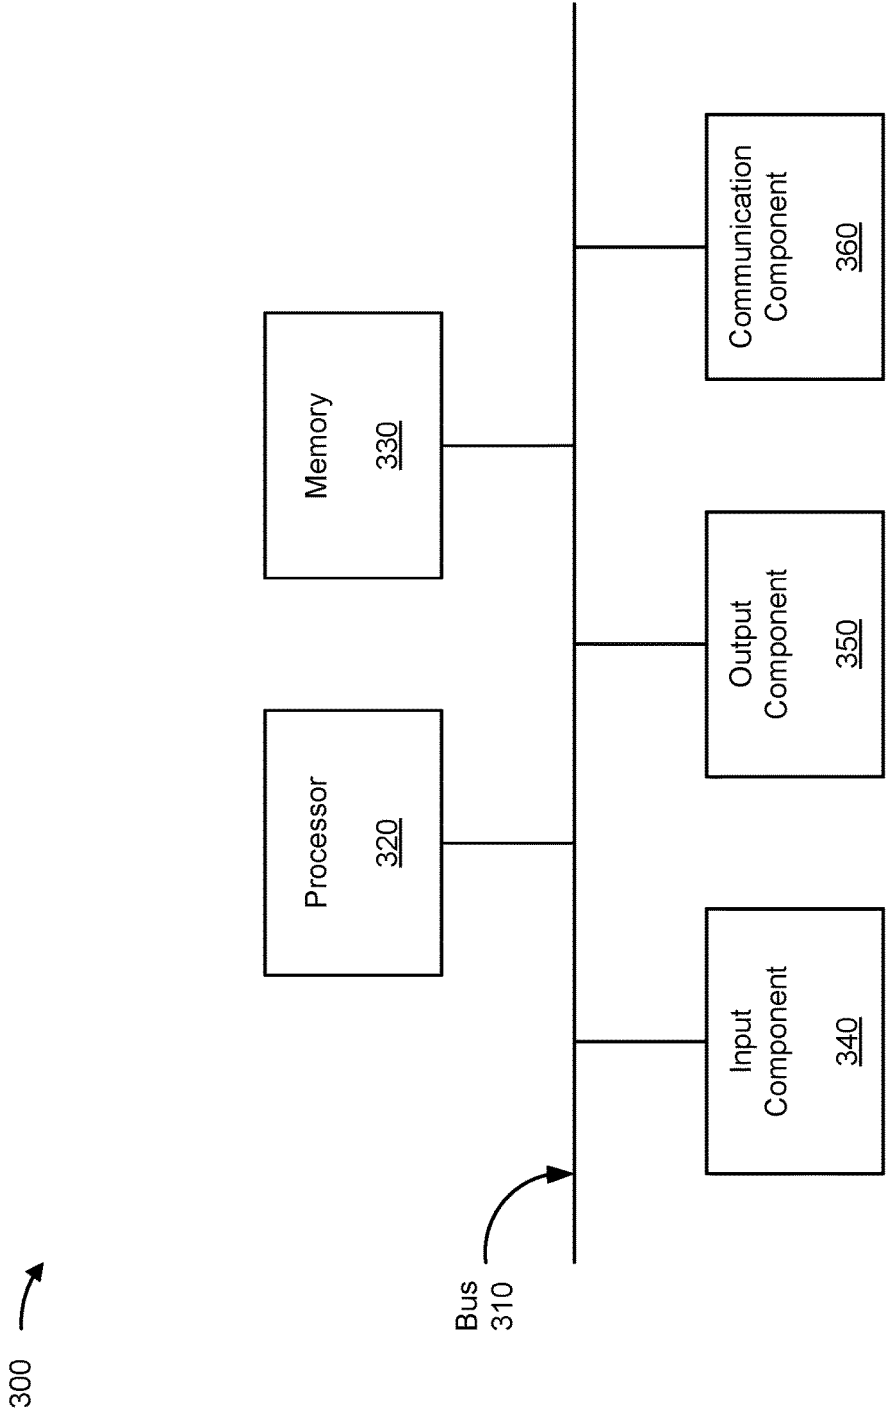 300
Processor
320
Memory
330
Bus
310
Input
Component
340
Output
Component
350
Communication
Component
360